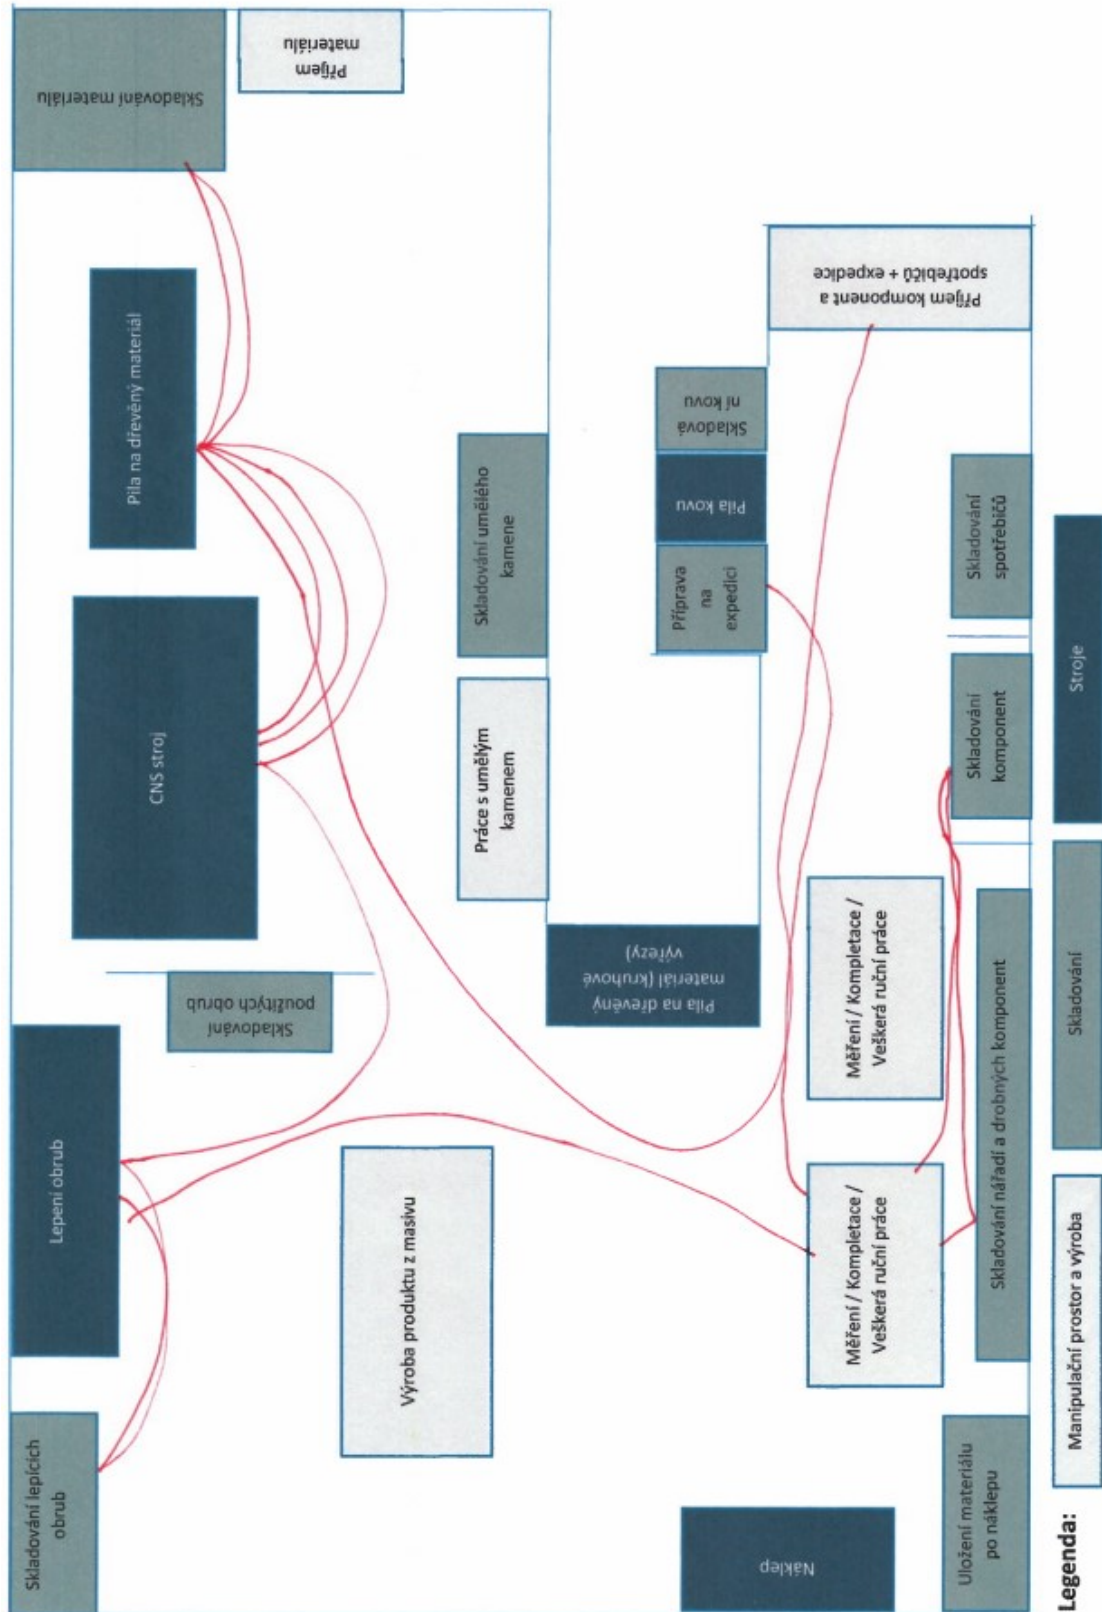 Skladování lepících
obrub
Lepení obrub
CNS stroj
Pila na dřevěný materiál
Skladování materiálu
Skladování
použitých obrub
Příjem
materiálu
Výroba produktu z masivu
Práce s umělým
kamenem
Skladování umělého
kamene
Pila na dřevěný
materiál (kruhové
výřezy)
Příprava
na
expedici
Pila kovu
Skladová
ní kovu
Náklep
Měření / Kompletace /
Veškerá ruční práce
Měření / Kompletace /
Veškerá ruční práce
Příjem komponent a
spotřebičů + expedice
Uložení materiálu
po náklepu
Skladování nářadí a drobných komponent
Skladování
komponent
Skladování
spotřebičů
Legenda:
Manipulační prostor a výroba
Skladování
Stroje